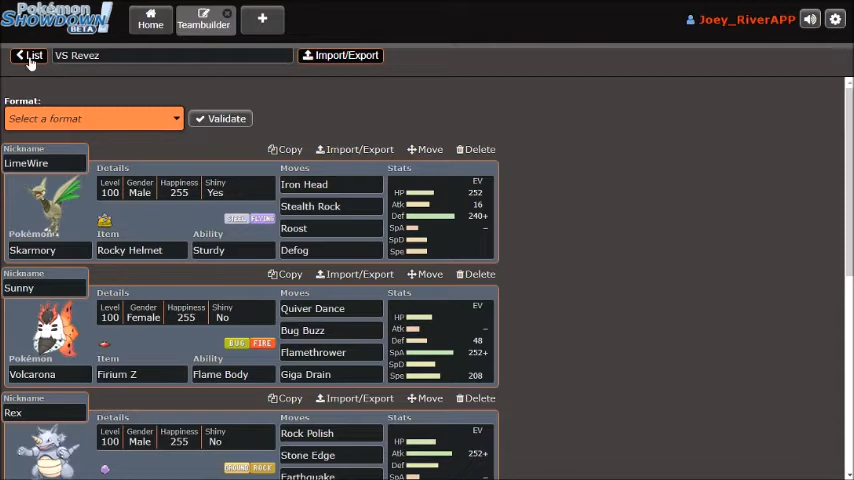 Pokémon
SHOWDOWN!
BETA!
Home
Teambuilder
Joey_RiverAPP
List
VS Revez
Import/Export
Format:
Select a format
Validate
Copy Import/Export Move Delete
Nickname
LimeWire
Details
Level Gender Happiness Shiny
100 Male 255 Yes
STEEL FLYING
Pokémon
Skarmory
Item
Rocky Helmet
Ability
Sturdy
Moves
Iron Head
Stealth Rock
Roost
Defog
Stats
EV
HP 252
Atk 16
Def 240+
SpA –
SpD
Spe
Copy Import/Export Move Delete
Nickname
Sunny
Details
Level Gender Happiness Shiny
100 Female 255 No
BUG FIRE
Pokémon
Volcarona
Item
Firium Z
Ability
Flame Body
Moves
Quiver Dance
Bug Buzz
Flamethrower
Giga Drain
Stats
EV
HP
Atk –
Def 48
SpA 252+
SpD
Spe 208
Copy Import/Export Move Delete
Nickname
Rex
Details
Level Gender Happiness Shiny
100 Male 255 No
GROUND ROCK
Moves
Rock Polish
Stone Edge
Earthquake
Stats
EV
HP
Atk 252+
Def
SpA